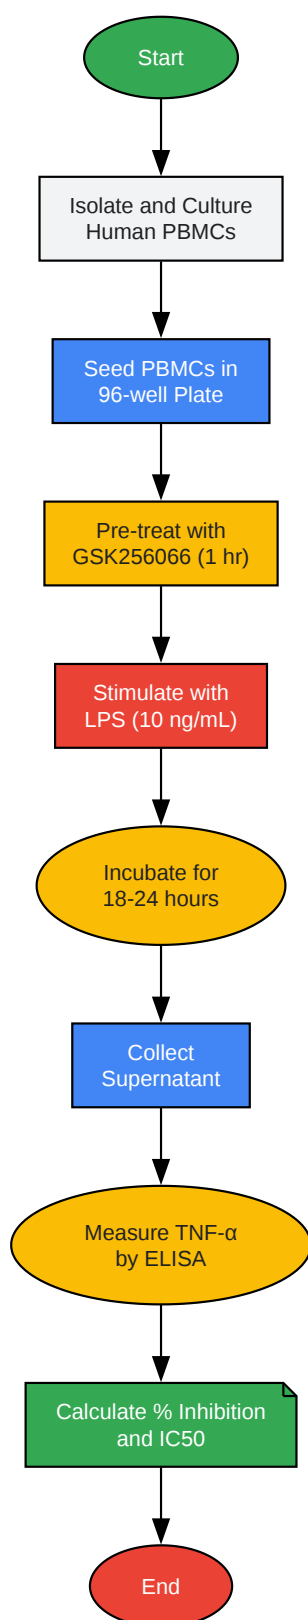 Start
Isolate and Culture
Human PBMCs
Seed PBMCs in
96-well Plate
Pre-treat with
GSK256066 (1 hr)
Stimulate with
LPS (10 ng/mL)
Incubate for
18-24 hours
Collect
Supernatant
Measure TNF-α
by ELISA
Calculate % Inhibition
and IC50
End